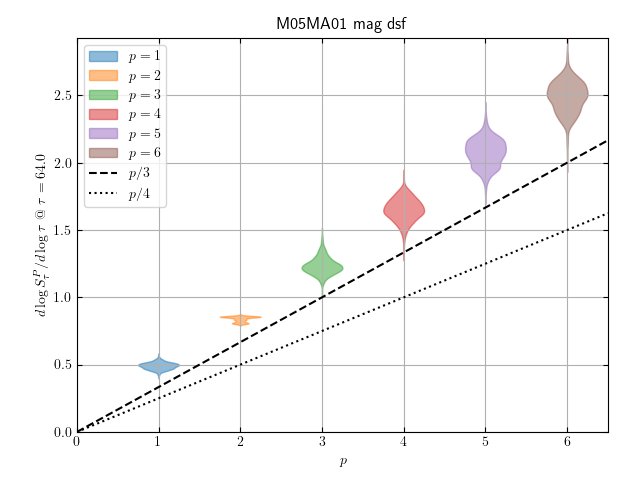 M05MA01 mag dsf
p = 1
p = 2
p = 3
p = 4
p = 5
p = 6
p/3
p/4
d log S_τ^P / d log τ @ τ = 64.0
2.5
2.0
1.5
1.0
0.5
0.0
0 1 2 3 4 5 6
p